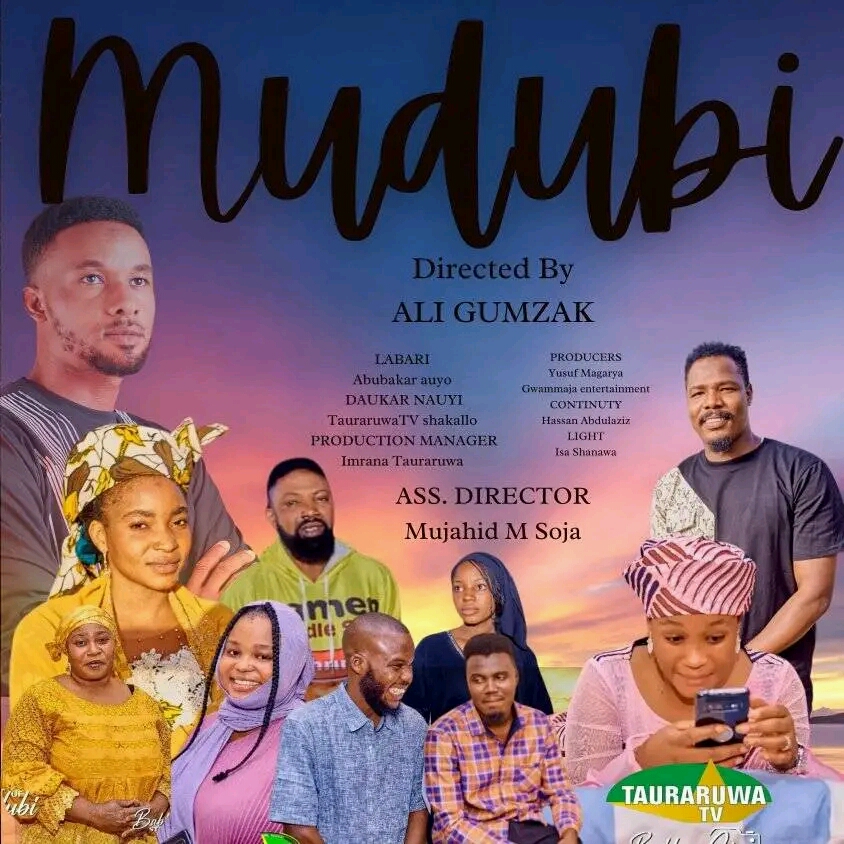 Mudubi
Directed By
ALI GUMZAK
LABARI
Abubakar auyo
DAUKAR NAUYI
TauraruwaTV shakallo
PRODUCTION MANAGER
Imrana Tauraruwa
PRODUCERS
Yusuf Magarya
Gwammaja entertainment
CONTINUTY
Hassan Abdulaziz
LIGHT
Isa Shanawa
ASS. DIRECTOR
Mujahid M Soja
TAURARUWA
TV